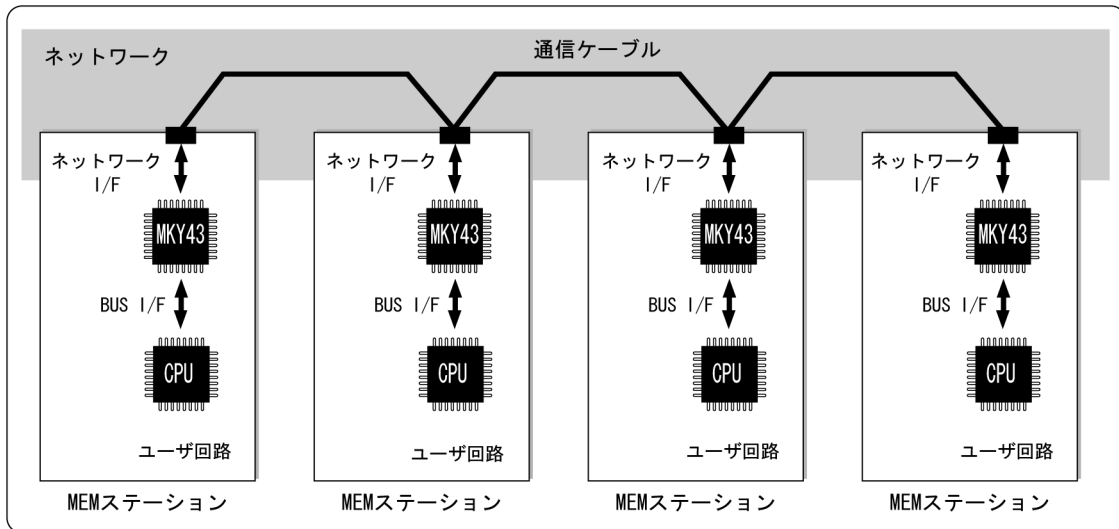 ネットワーク
通信ケーブル
ネットワーク
I/F
MKY43
BUS I/F
CPU
ユーザ回路
MEMステーション
ネットワーク
I/F
MKY43
BUS I/F
CPU
ユーザ回路
MEMステーション
ネットワーク
I/F
MKY43
BUS I/F
CPU
ユーザ回路
MEMステーション
ネットワーク
I/F
MKY43
BUS I/F
CPU
ユーザ回路
MEMステーション